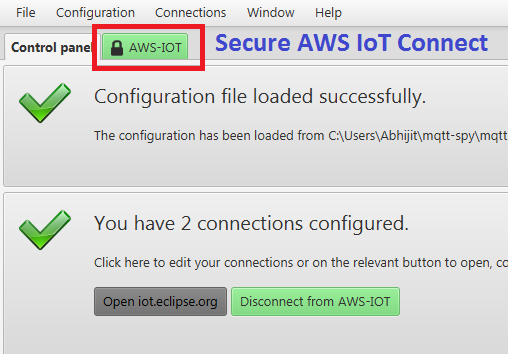 File Configuration Connections Window Help
Control panel AWS-IOT Secure AWS IoT Connect
Configuration file loaded successfully.
The configuration has been loaded from C:\Users\Abhijit\mqtt-spy\mqtt
You have 2 connections configured.
Click here to edit your connections or on the relevant button to open, co
Open iot.eclipse.org Disconnect from AWS-IOT